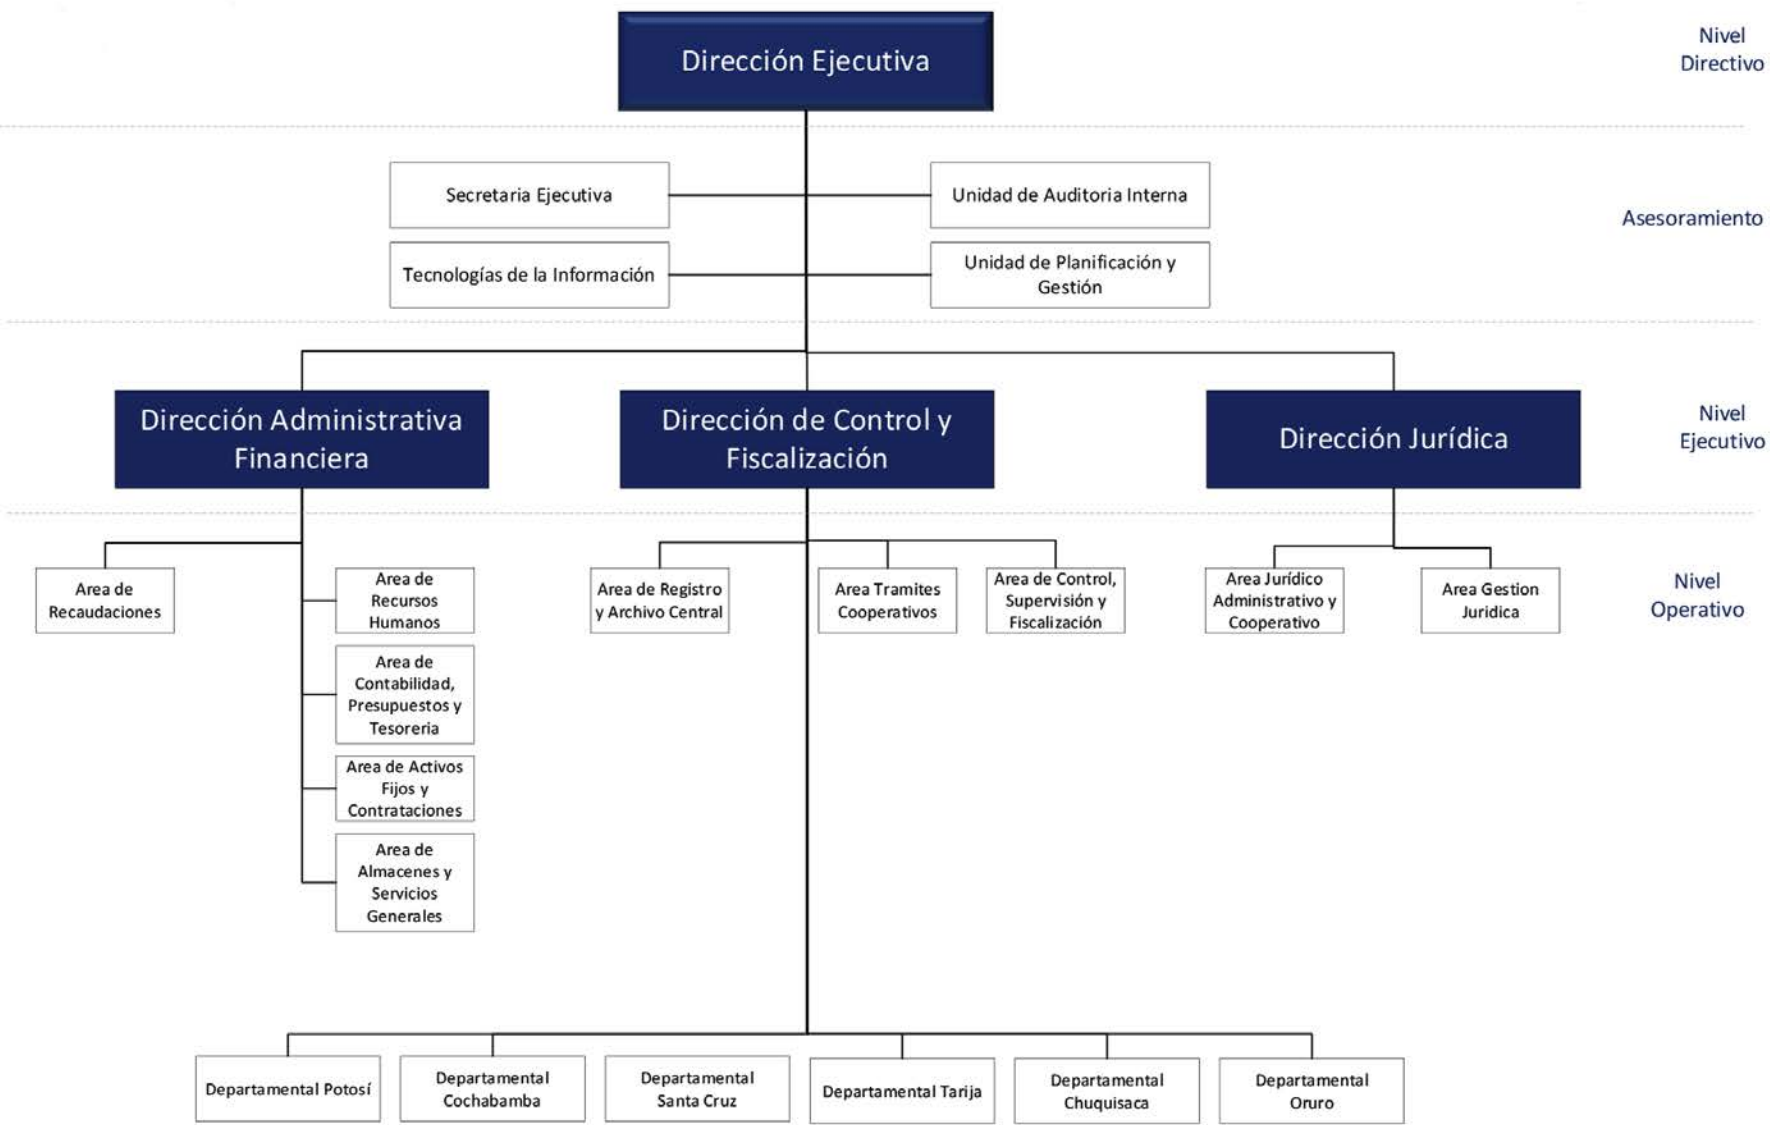 Dirección Ejecutiva
Nivel
Directivo
Secretaria Ejecutiva
Unidad de Auditoria Interna
Asesoramiento
Tecnologías de la Información
Unidad de Planificación y
Gestión
Dirección Administrativa
Financiera
Dirección de Control y
Fiscalización
Dirección Jurídica
Nivel
Ejecutivo
Area de
Recaudaciones
Area de
Recursos
Humanos
Area de Registro
y Archivo Central
Area Tramites
Cooperativos
Area de Control,
Supervisión y
Fiscalización
Area Jurídico
Administrativo y
Cooperativo
Area Gestion
Juridica
Nivel
Operativo
Area de
Contabilidad,
Presupuestos y
Tesoreria
Area de Activos
Fijos y
Contrataciones
Area de
Almacenes y
Servicios
Generales
Departamental Potosí
Departamental
Cochabamba
Departamental
Santa Cruz
Departamental Tarija
Departamental
Chuquisaca
Departamental
Oruro